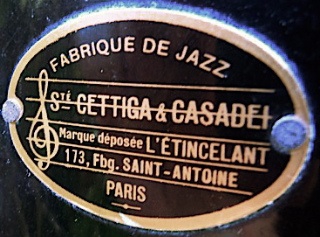 FABRIQUE DE JAZZ
Sté CETTIGA & CASADEI
Marque déposée L'ÉTINCELANT
173, Fbg. SAINT-ANTOINE
PARIS